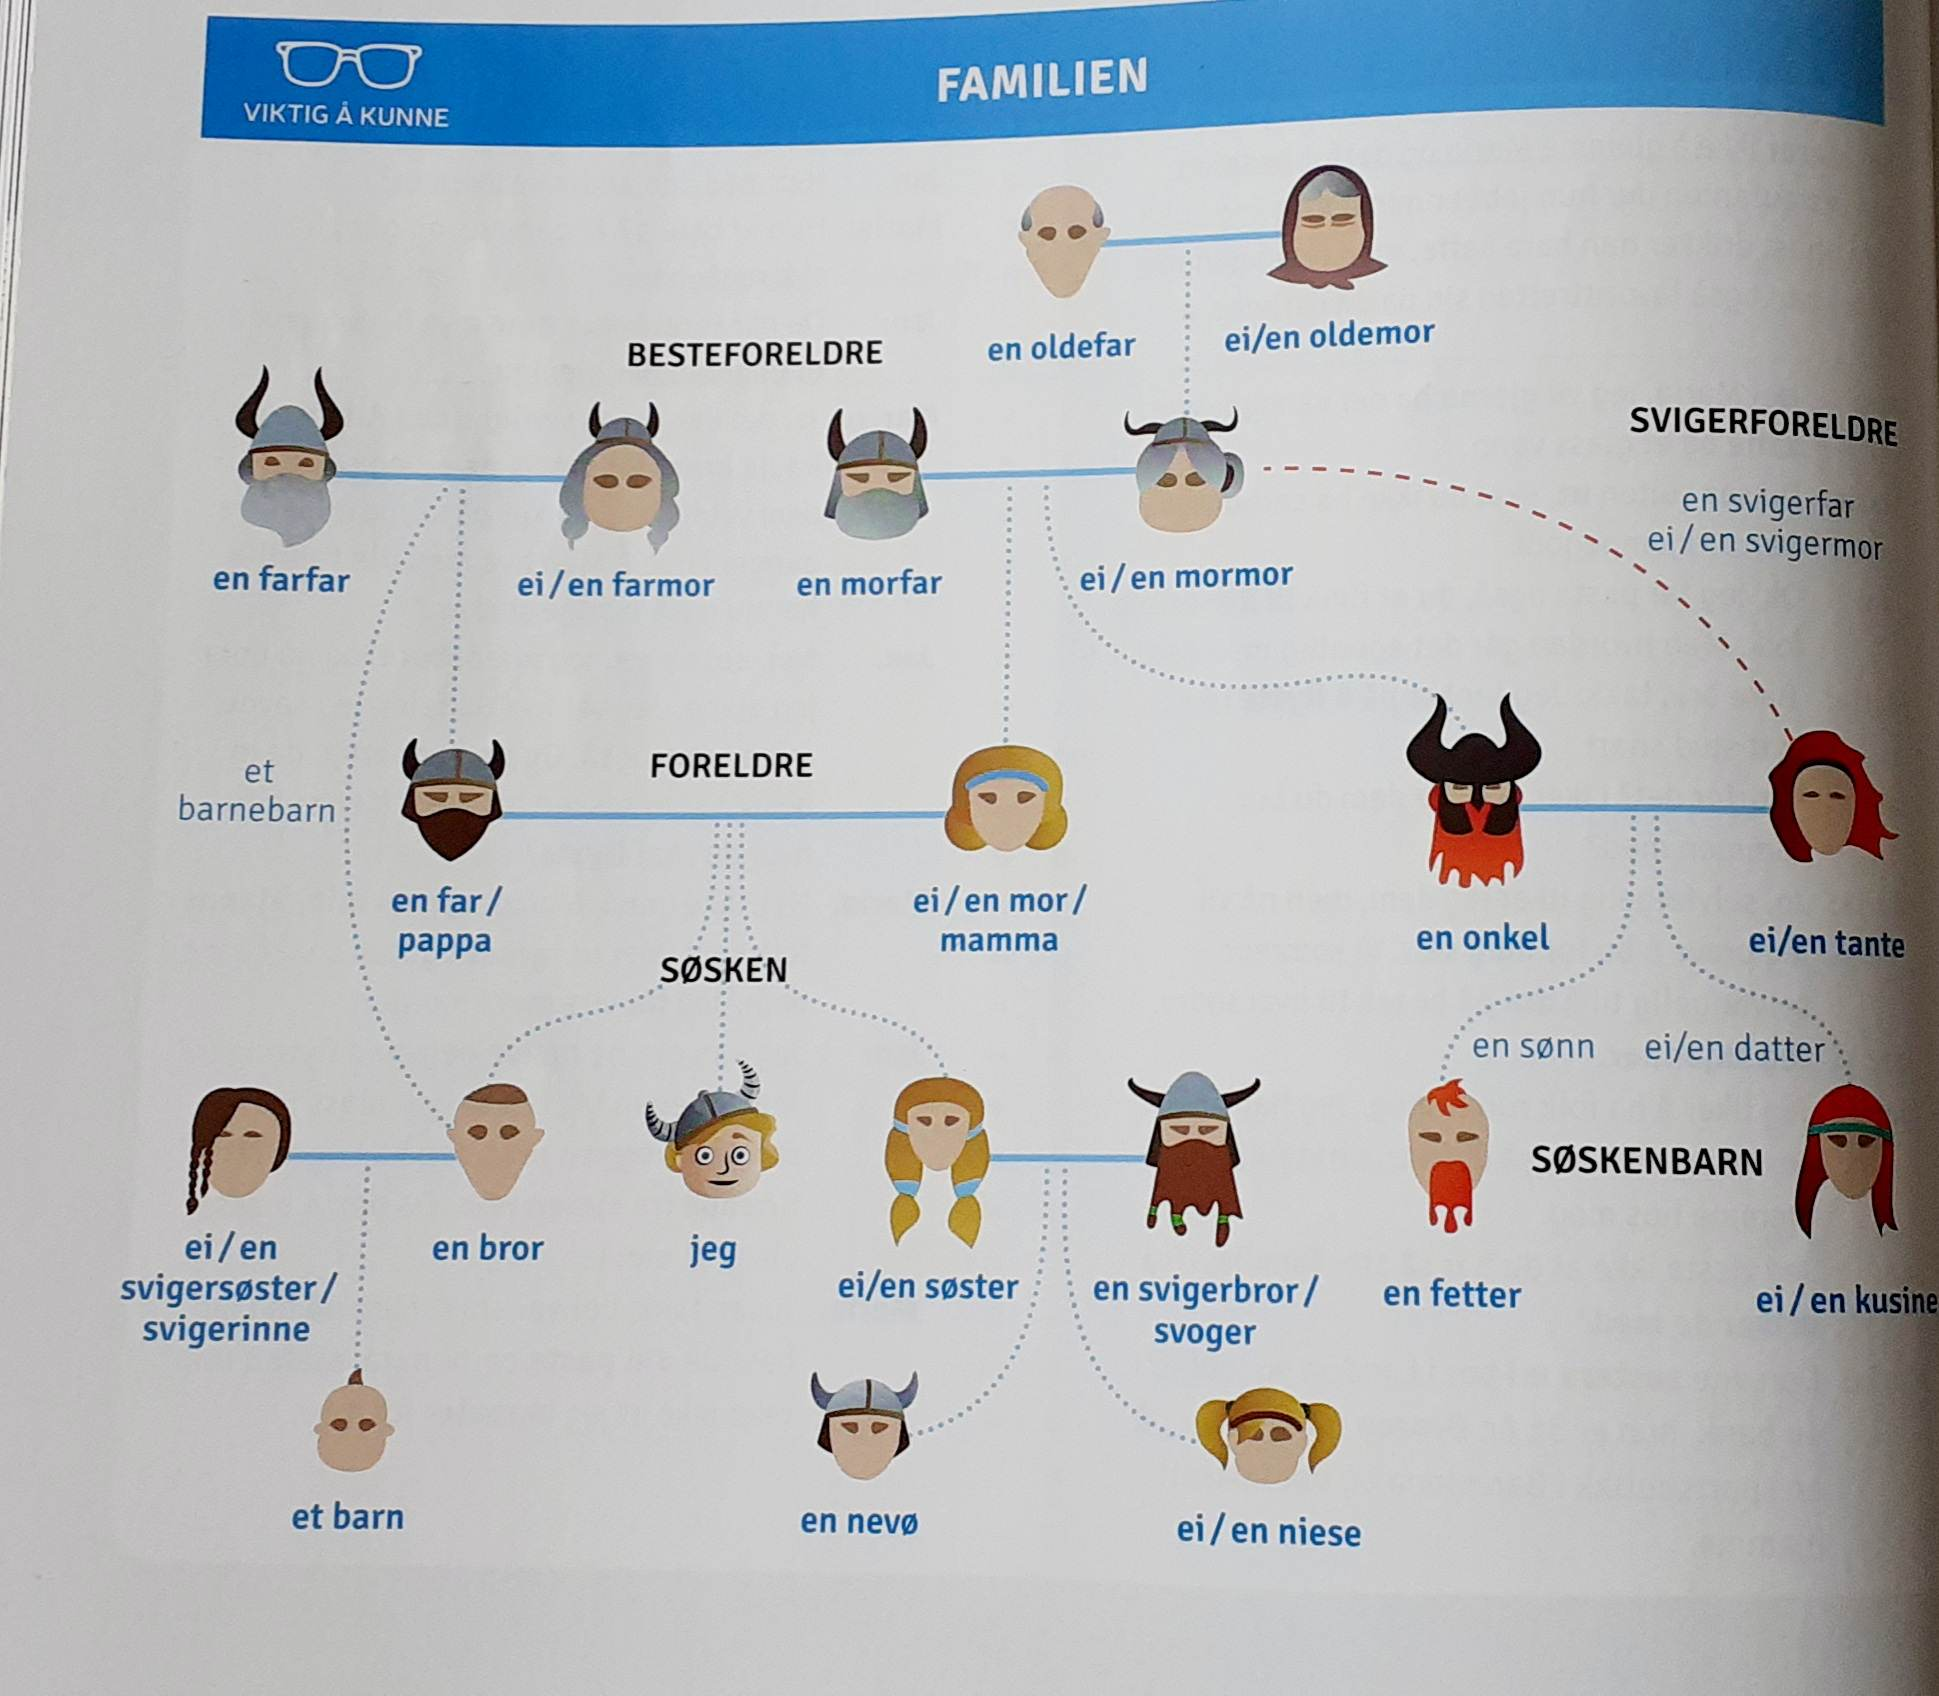 VIKTIG Å KUNNE
FAMILIEN
en oldefar
ei/en oldemor
BESTEFORELDRE
SVIGERFORELDRE
en svigerfar
ei/en svigermor
en farfar
ei/en farmor
en morfar
ei/en mormor
et
barnebarn
FORELDRE
en far/
pappa
ei/en mor/
mamma
en onkel
ei/en tante
SØSKEN
en sønn
ei/en datter
SØSKENBARN
ei/en
svigersøster/
svigerinne
en bror
jeg
ei/en søster
en svigerbror/
svoger
en fetter
ei/en kusine
et barn
en nevø
ei/en niese